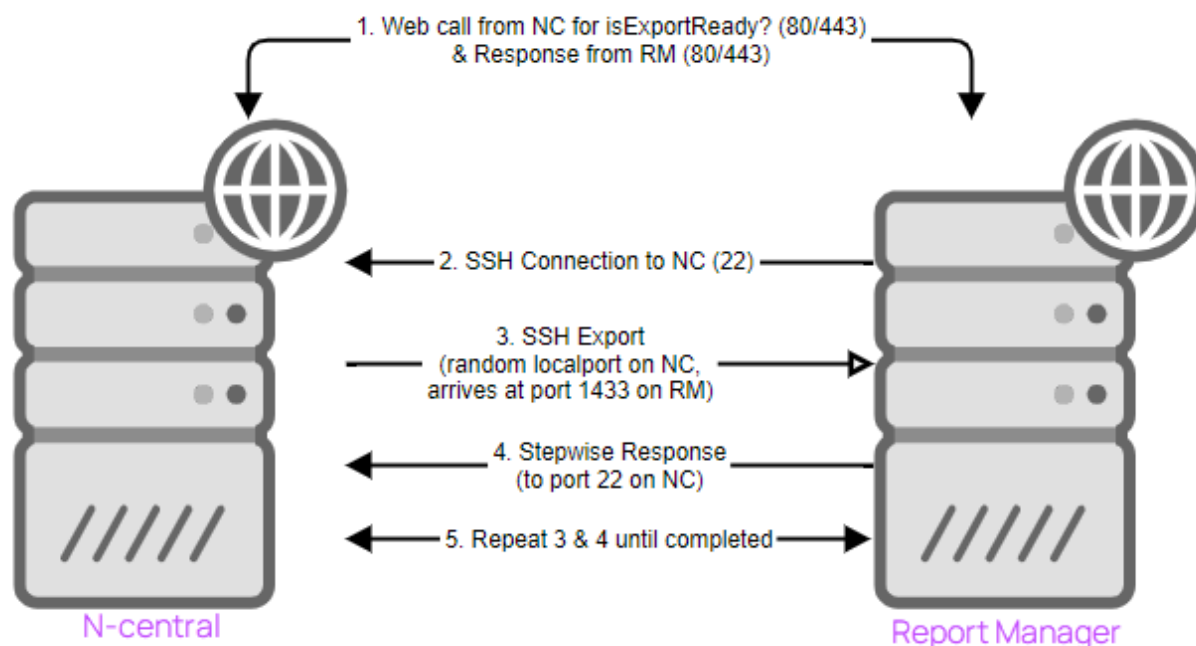 1. Web call from NC for isExportReady? (80/443)
& Response from RM (80/443)
2. SSH Connection to NC (22)
3. SSH Export
(random localport on NC,
arrives at port 1433 on RM)
4. Stepwise Response
(to port 22 on NC)
5. Repeat 3 & 4 until completed
N-central
Report Manager